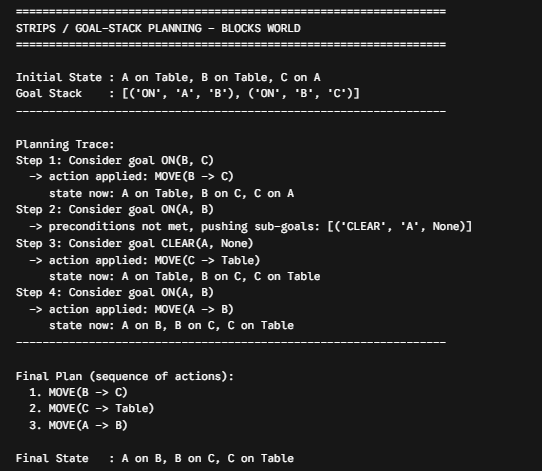 =================================================================
STRIPS / GOAL-STACK PLANNING - BLOCKS WORLD
=================================================================

Initial State : A on Table, B on Table, C on A
Goal Stack    : [('ON', 'A', 'B'), ('ON', 'B', 'C')]
-----------------------------------------------------------------

Planning Trace:
Step 1: Consider goal ON(B, C)
  -> action applied: MOVE(B -> C)
     state now: A on Table, B on C, C on A
Step 2: Consider goal ON(A, B)
  -> preconditions not met, pushing sub-goals: [('CLEAR', 'A', None)]
Step 3: Consider goal CLEAR(A, None)
  -> action applied: MOVE(C -> Table)
     state now: A on Table, B on C, C on Table
Step 4: Consider goal ON(A, B)
  -> action applied: MOVE(A -> B)
     state now: A on B, B on C, C on Table
-----------------------------------------------------------------

Final Plan (sequence of actions):
  1. MOVE(B -> C)
  2. MOVE(C -> Table)
  3. MOVE(A -> B)

Final State   : A on B, B on C, C on Table